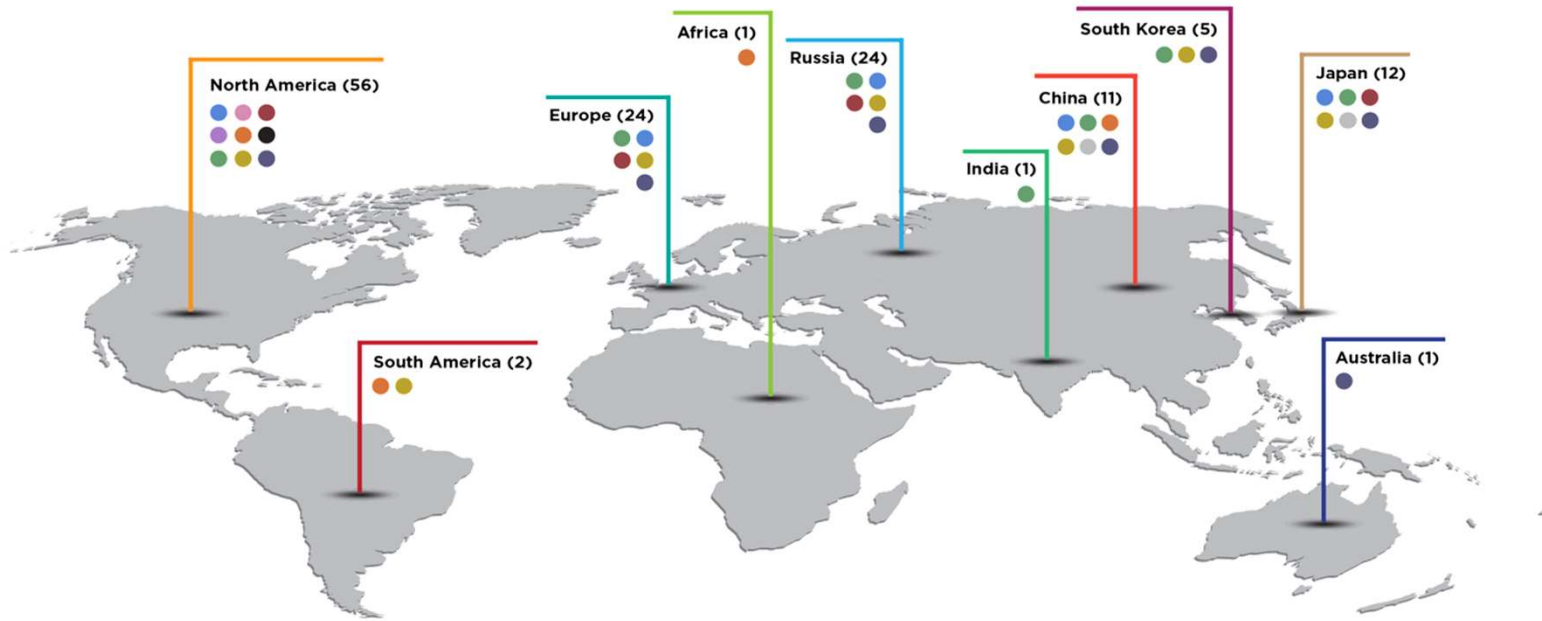 Africa (1)
South Korea (5)
Russia (24)
Japan (12)
North America (56)
China (11)
Europe (24)
India (1)
South America (2)
Australia (1)